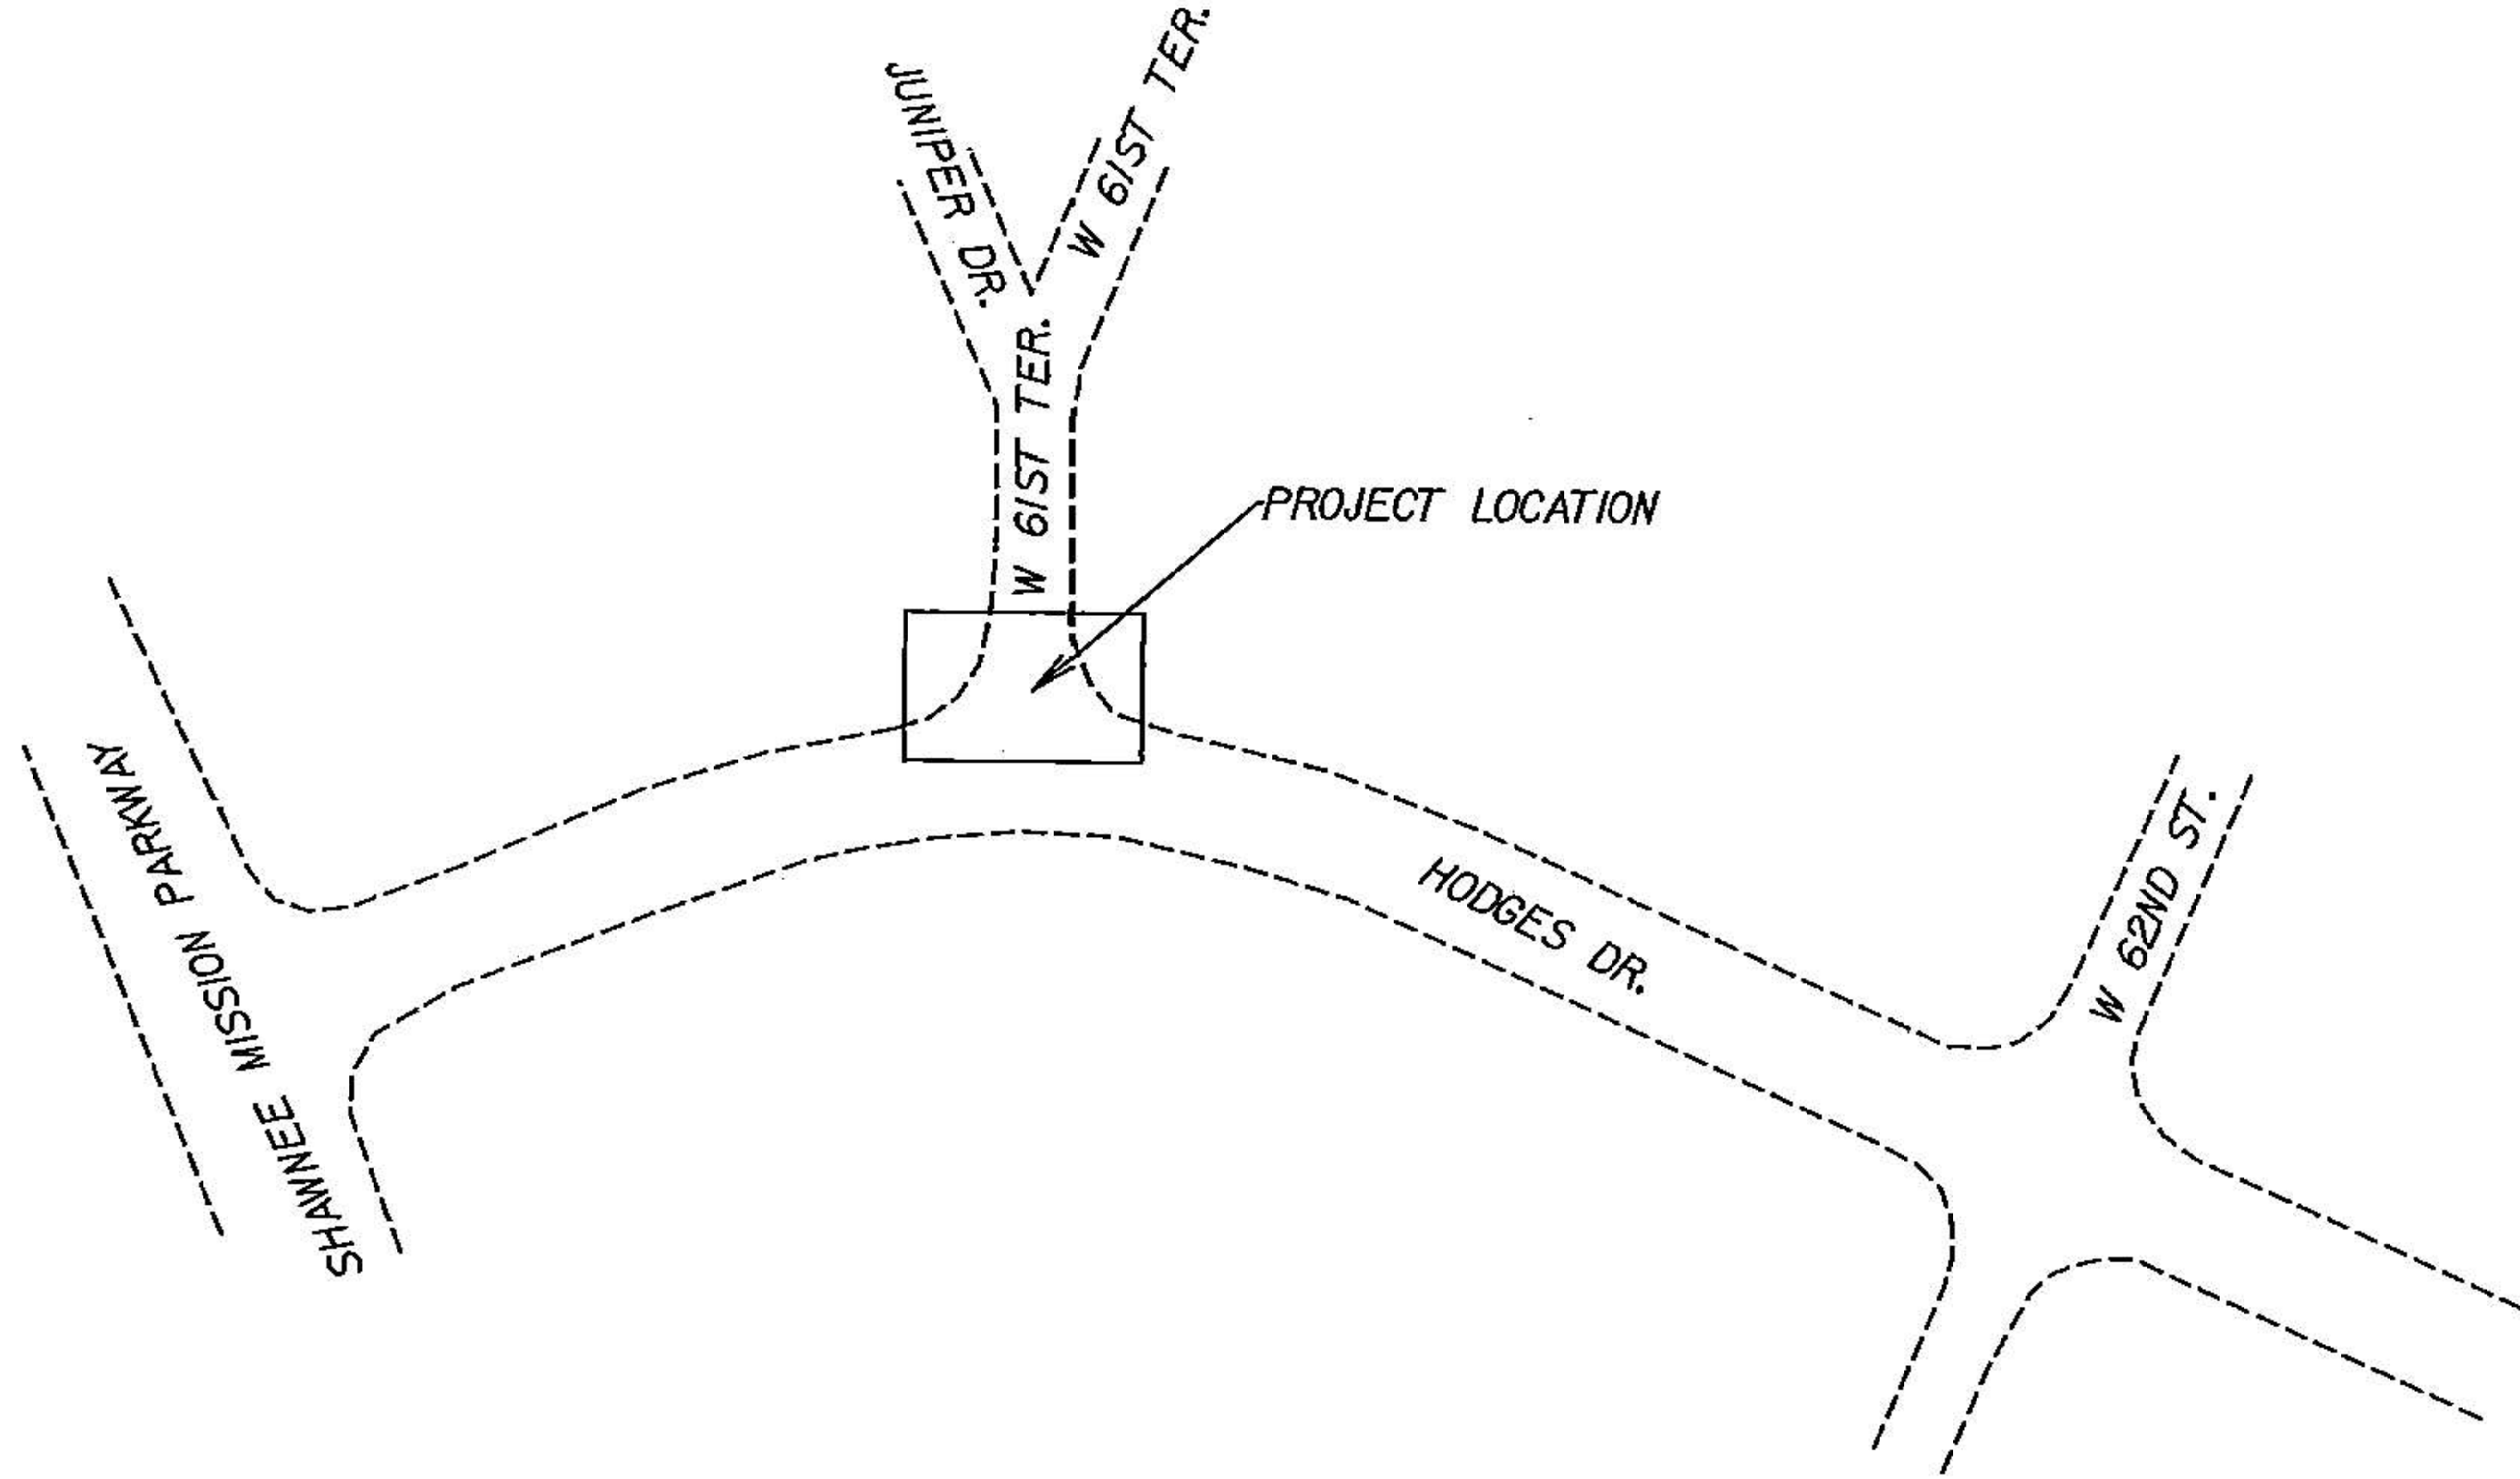 JUNIPER DR.
W 61ST TER.
W 61ST TER.
PROJECT LOCATION
SHAWNEE MISSION PARKWAY
HODGES DR.
W 62ND ST.